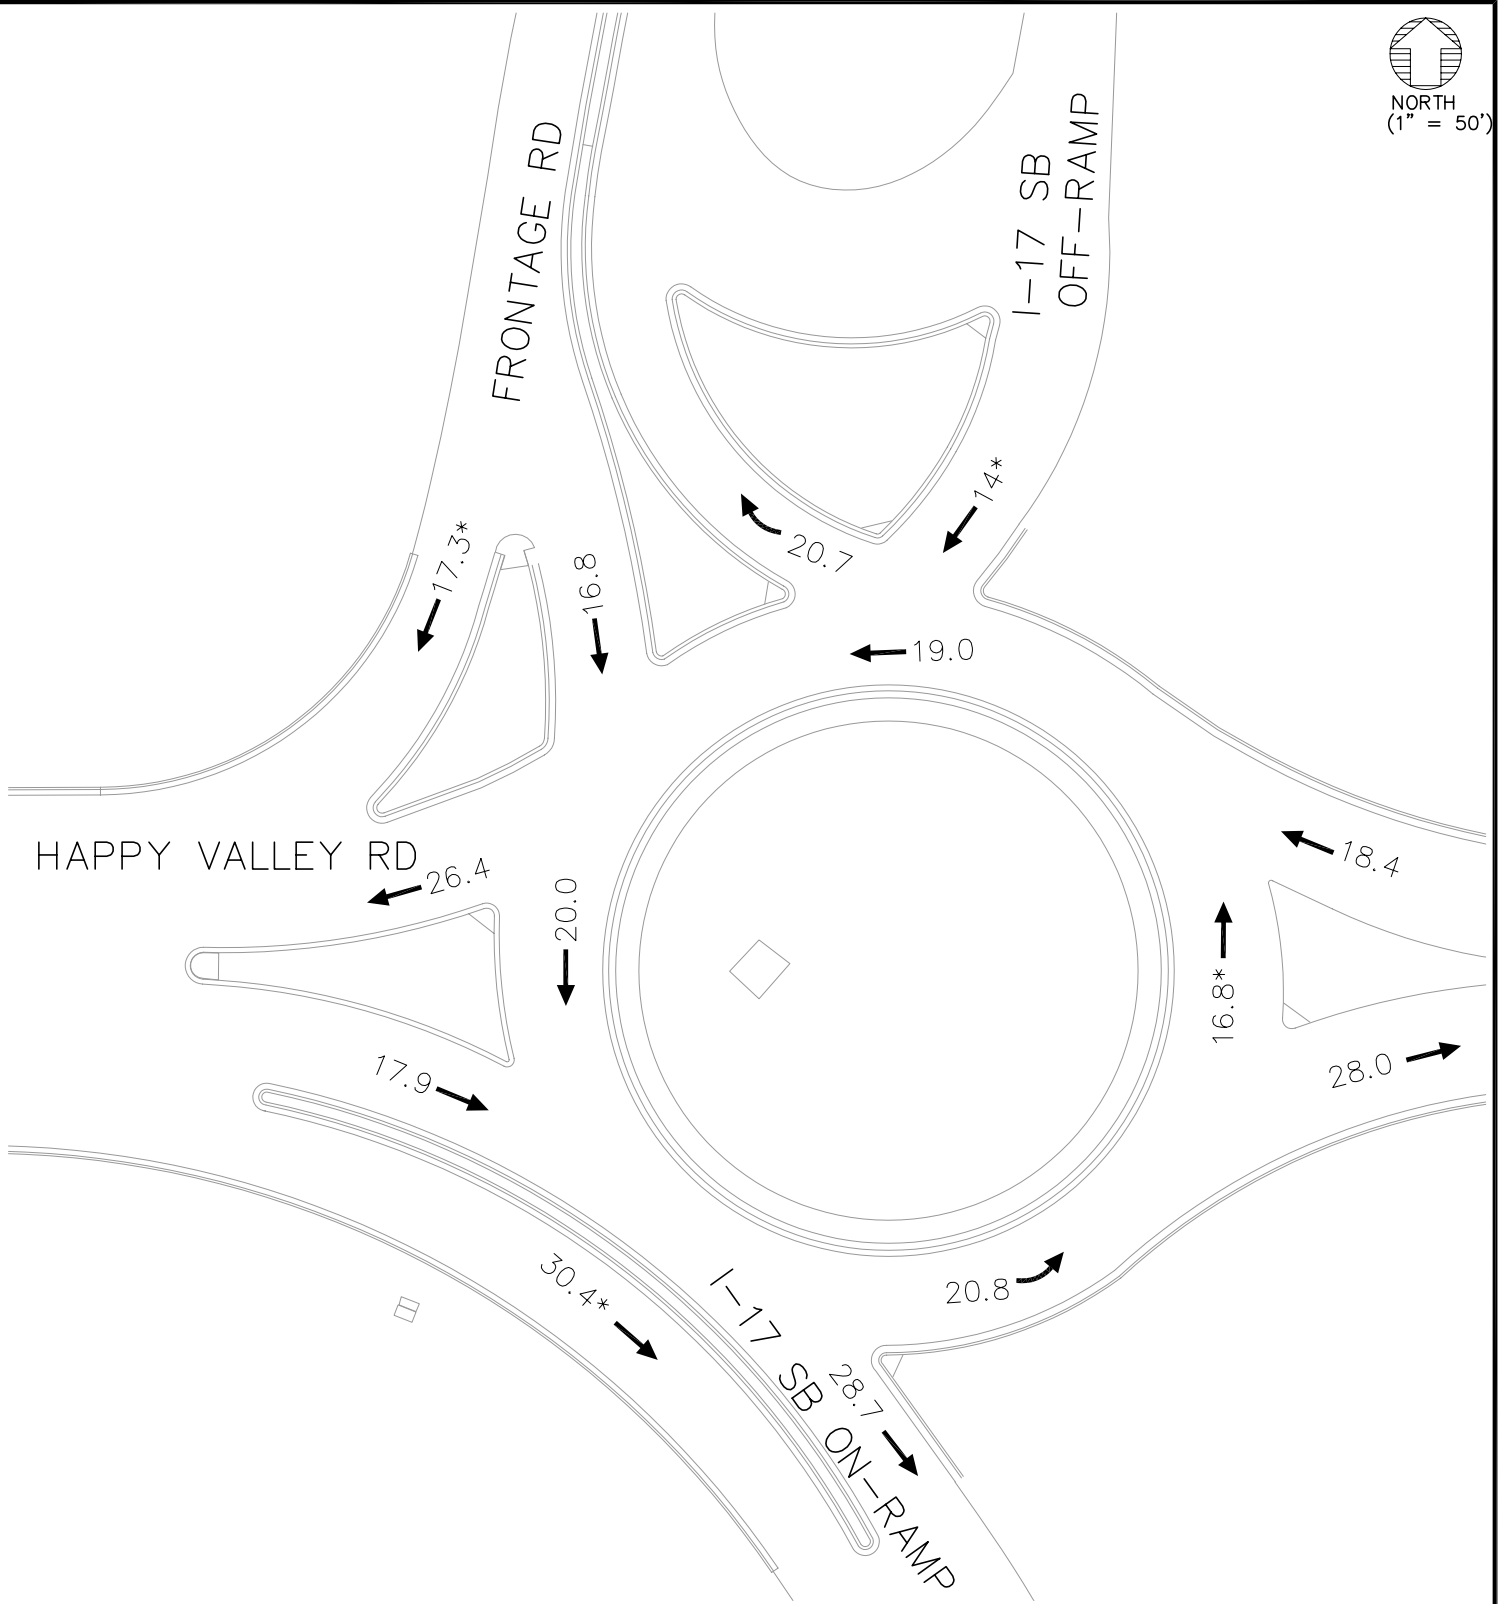 NORTH
(1" = 50')
FRONTAGE RD
I-17 SB
OFF-RAMP
14*
17.3*
20.7
16.8
19.0
HAPPY VALLEY RD
26.4
18.4
20.0
16.8*
17.9
28.0
30.4*
20.8
I-17
SB ON-RAMP
28.7